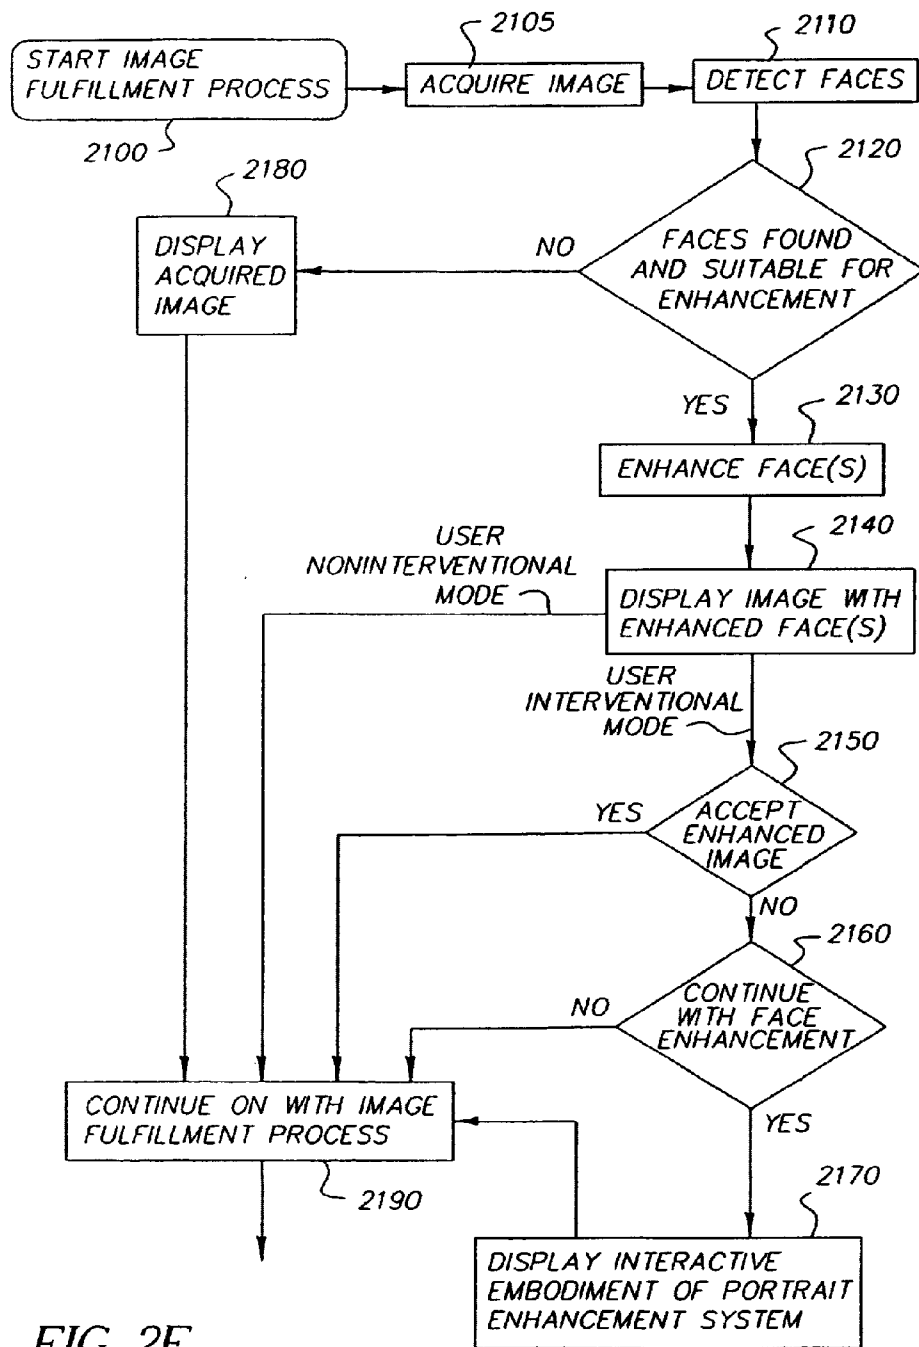 START IMAGE
FULFILLMENT PROCESS
2100
2105
ACQUIRE IMAGE
2110
DETECT FACES
2120
FACES FOUND
AND SUITABLE FOR
ENHANCEMENT
NO
2180
DISPLAY
ACQUIRED
IMAGE
YES
2130
ENHANCE FACE(S)
2140
DISPLAY IMAGE WITH
ENHANCED FACE(S)
USER
NONINTERVENTIONAL
MODE
USER
INTERVENTIONAL
MODE
2150
ACCEPT
ENHANCED
IMAGE
YES
NO
2160
CONTINUE
WITH FACE
ENHANCEMENT
NO
YES
CONTINUE ON WITH IMAGE
FULFILLMENT PROCESS
2190
2170
DISPLAY INTERACTIVE
EMBODIMENT OF PORTRAIT
ENHANCEMENT SYSTEM